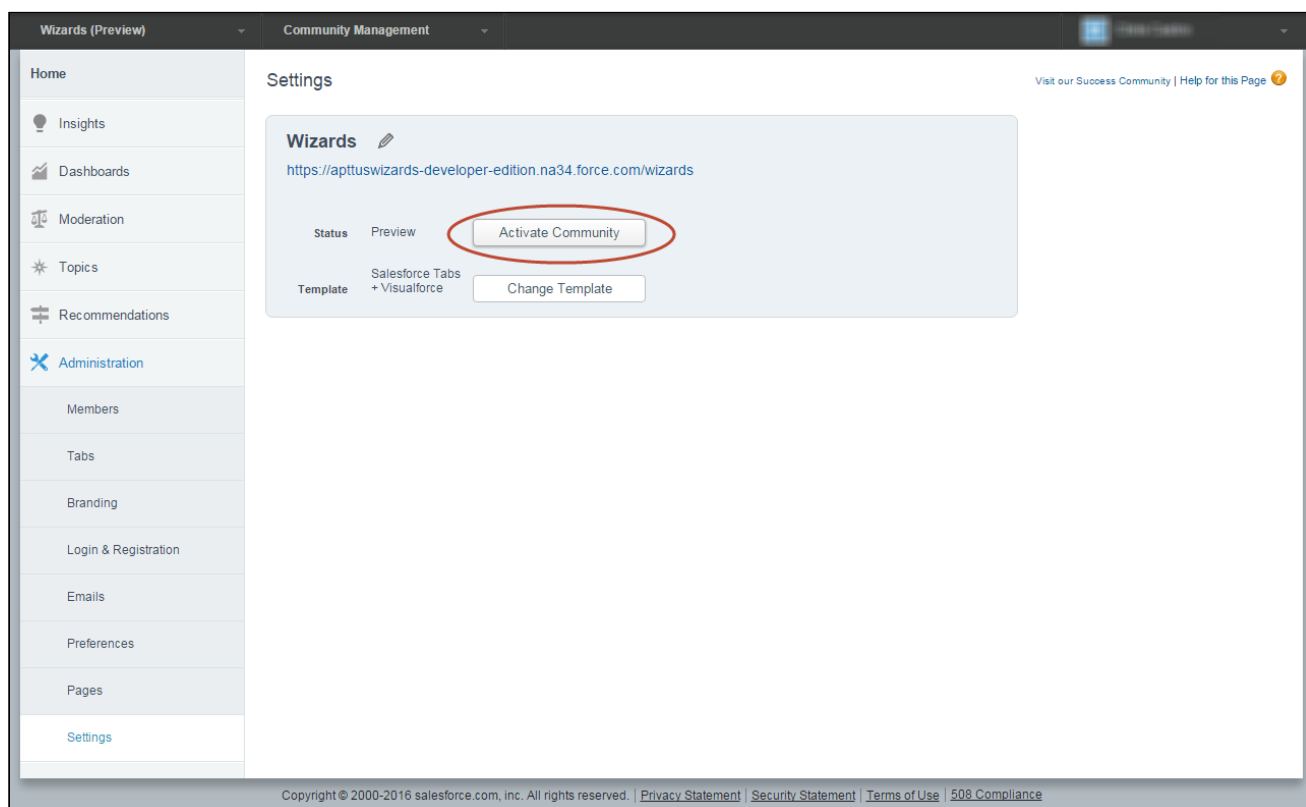 Wizards (Preview) Community Management
Home
Insights
Dashboards
Moderation
Topics
Recommendations
Administration
Members
Tabs
Branding
Login & Registration
Emails
Preferences
Pages
Settings
Settings
Visit our Success Community | Help for this Page ?
Wizards
https://apttuswizards-developer-edition.na34.force.com/wizards
Status Preview Activate Community
Template Salesforce Tabs
+ Visualforce Change Template
Copyright © 2000-2016 salesforce.com, inc. All rights reserved. | Privacy Statement | Security Statement | Terms of Use | 508 Compliance